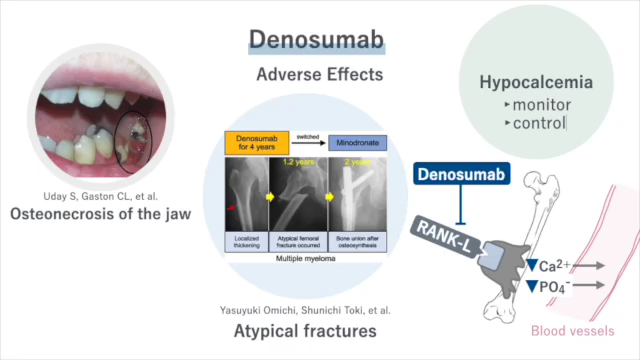 Denosumab
Adverse Effects
Uday S, Gaston CL, et al.
Osteonecrosis of the jaw
Denosumab
for 4 years
switched
Minodronate
1.2 years
2 years
Localized
thickening
Atypical femoral
fracture occurred
Bone union after
osteosynthesis
Multiple myeloma
Yasuyuki Omichi, Shunichi Toki, et al.
Atypical fractures
Hypocalcemia
▸monitor
▸control
Denosumab
RANK-L
▼Ca²⁺
▼PO₄⁻
Blood vessels